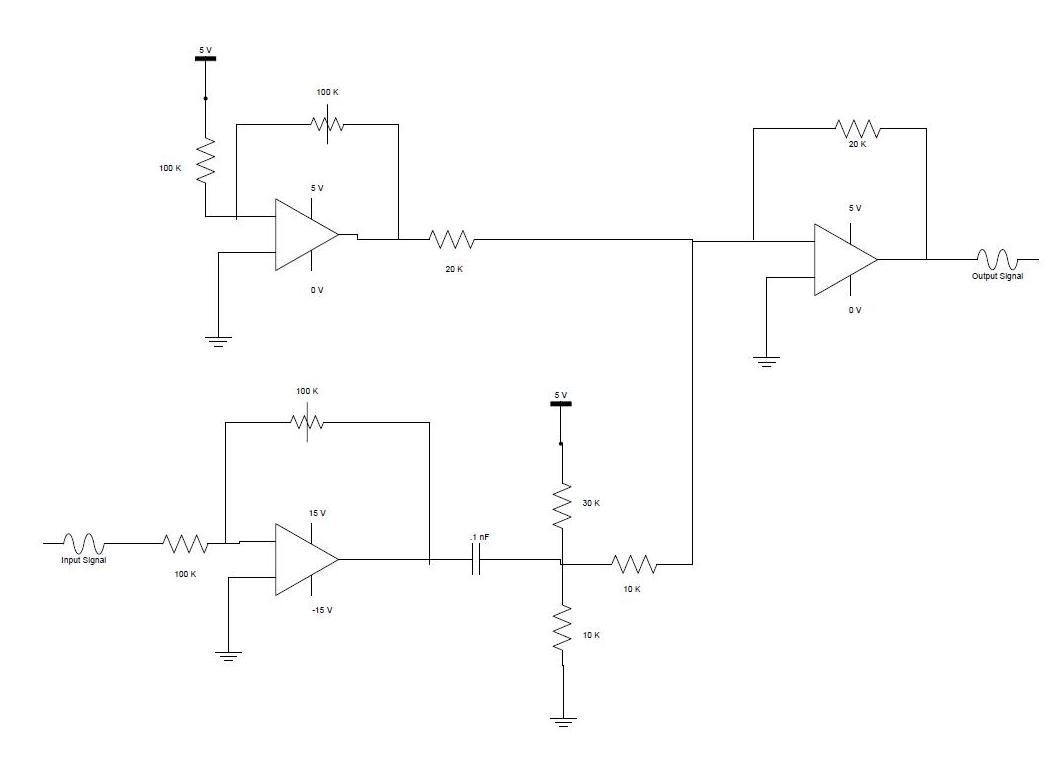 5 V
100 K
100 K
5 V
0 V
20 K
20 K
5 V
0 V
Output Signal
100 K
15 V
-15 V
Input Signal
100 K
.1 nF
5 V
30 K
10 K
10 K